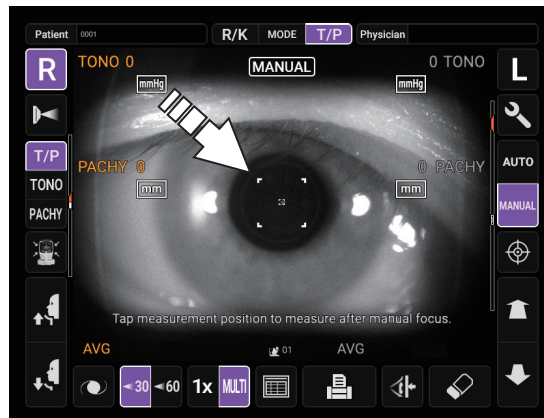 Patient 0001 R/K MODE T/P Physician
R TONO 0 MANUAL 0 TONO L
mmHg mmHg
T/P PACHY 0 0 PACHY AUTO
TONO mm mm MANUAL
PACHY
Tap measurement position to measure after manual focus.
AVG 01 AVG
30 60 1x MULTI